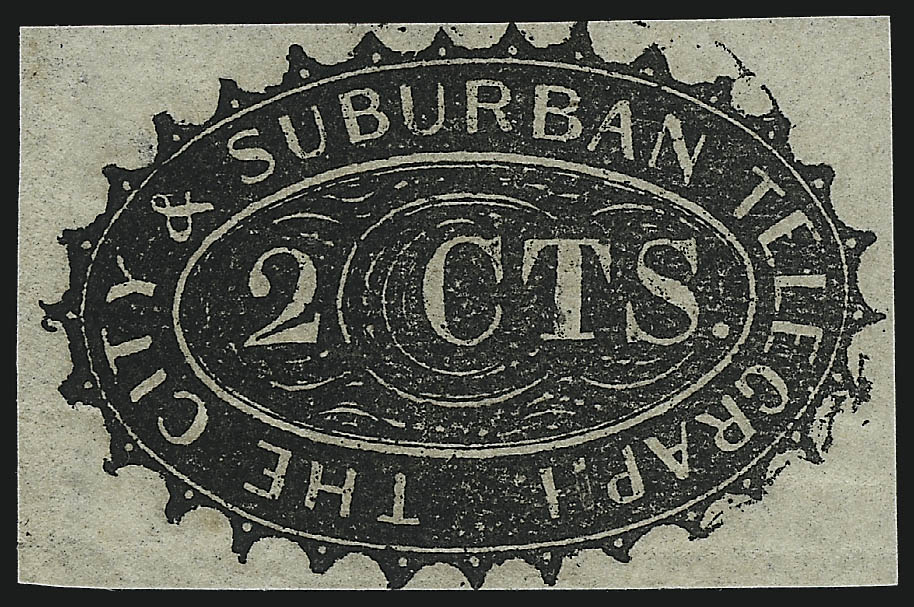 THE CITY & SUBURBAN TELEGRAPH.
2 CTS.